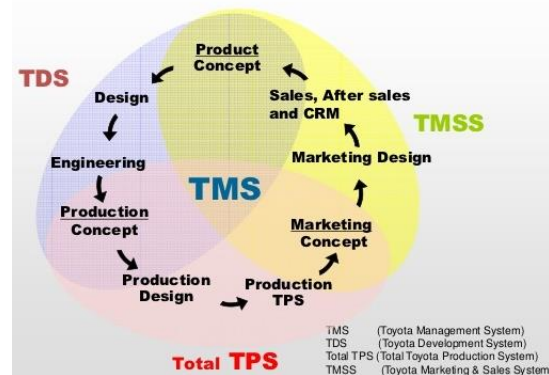 Product
Concept
TDS
Design
Sales, After sales
and CRM
TMSS
Engineering
Marketing Design
TMS
Production
Concept
Marketing
Concept
Production
Design
Production
TPS
Total TPS
TMS (Toyota Management System)
TDS (Toyota Development System)
Total TPS (Total Toyota Production System)
TMSS (Toyota Marketing & Sales System